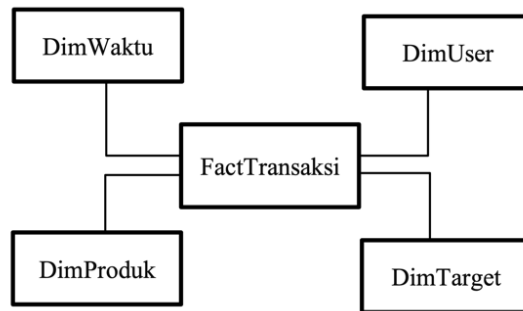 DimWaktu
DimUser
FactTransaksi
DimProduk
DimTarget